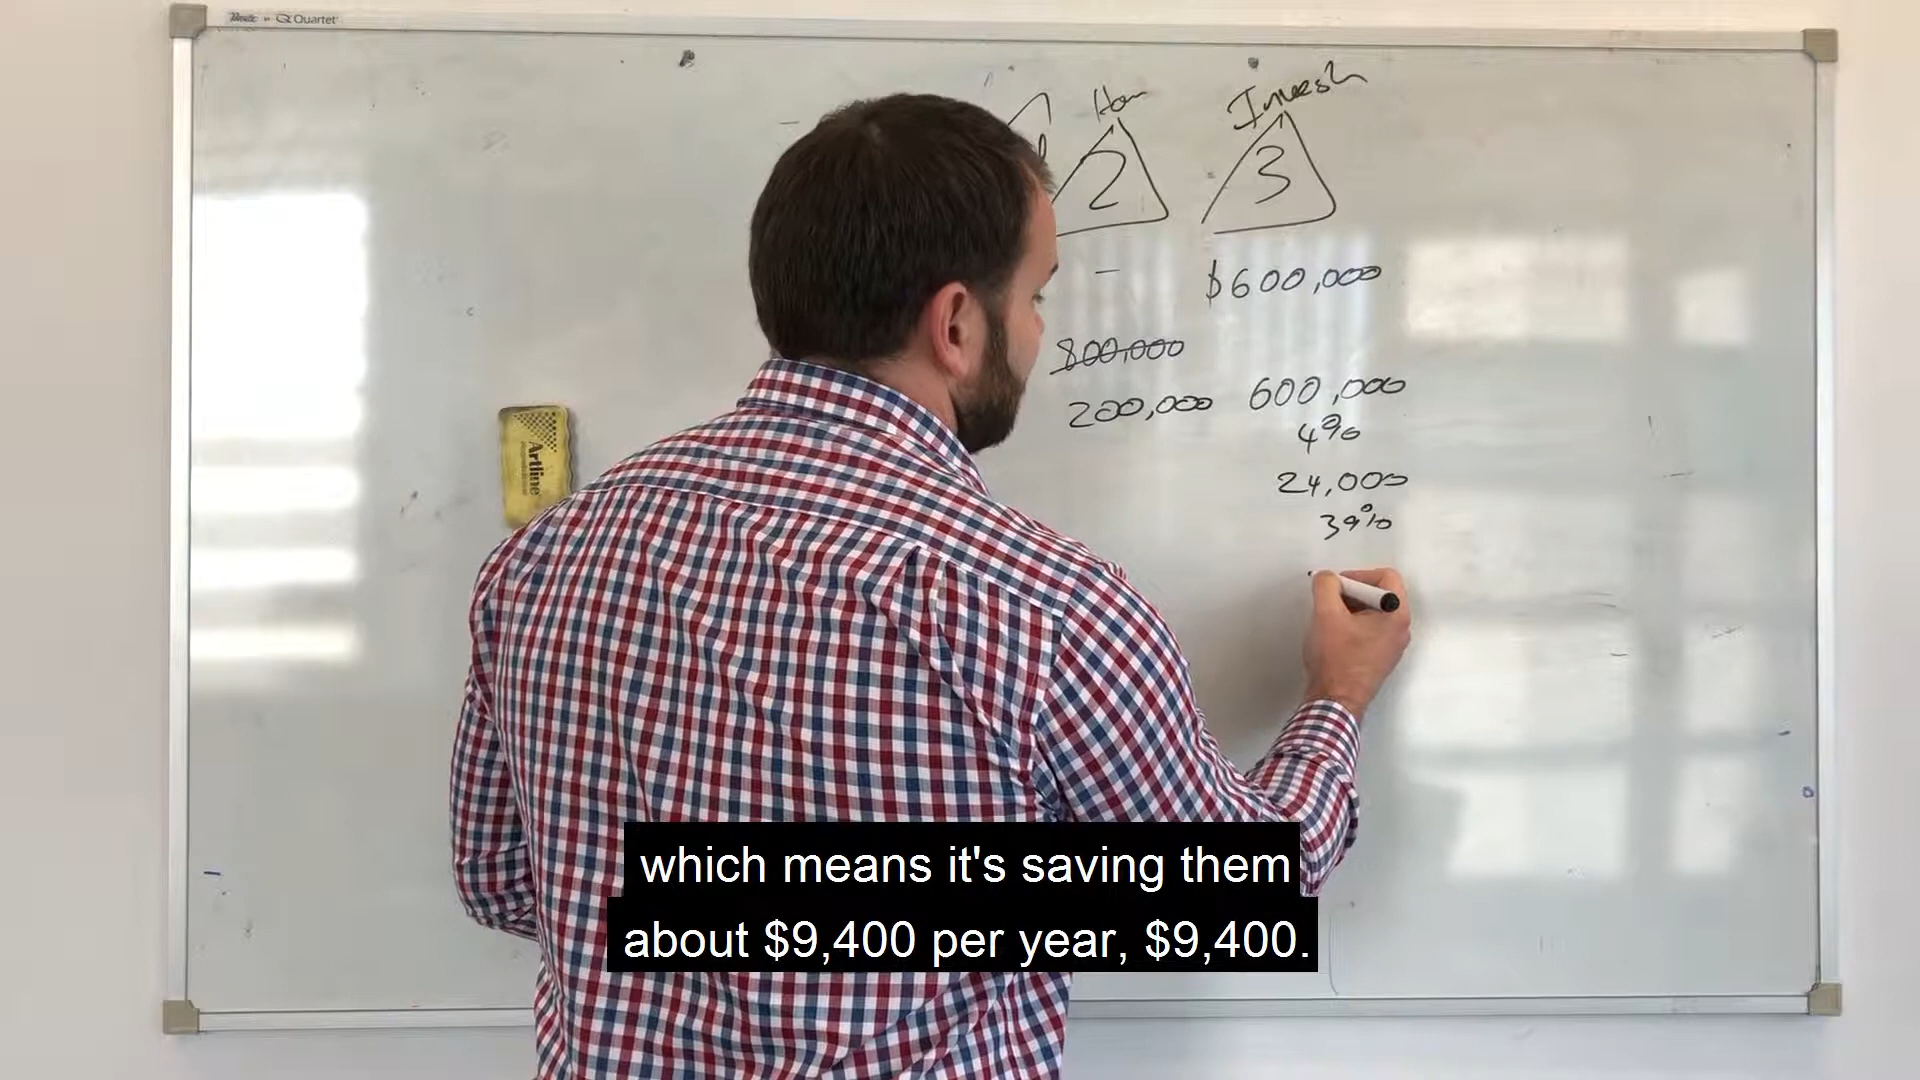 Quartet
Invest
2
3
-
$600,000
800,000
200,000
600,000
4%
24,000
39%
Artline
which means it's saving them
about $9,400 per year, $9,400.